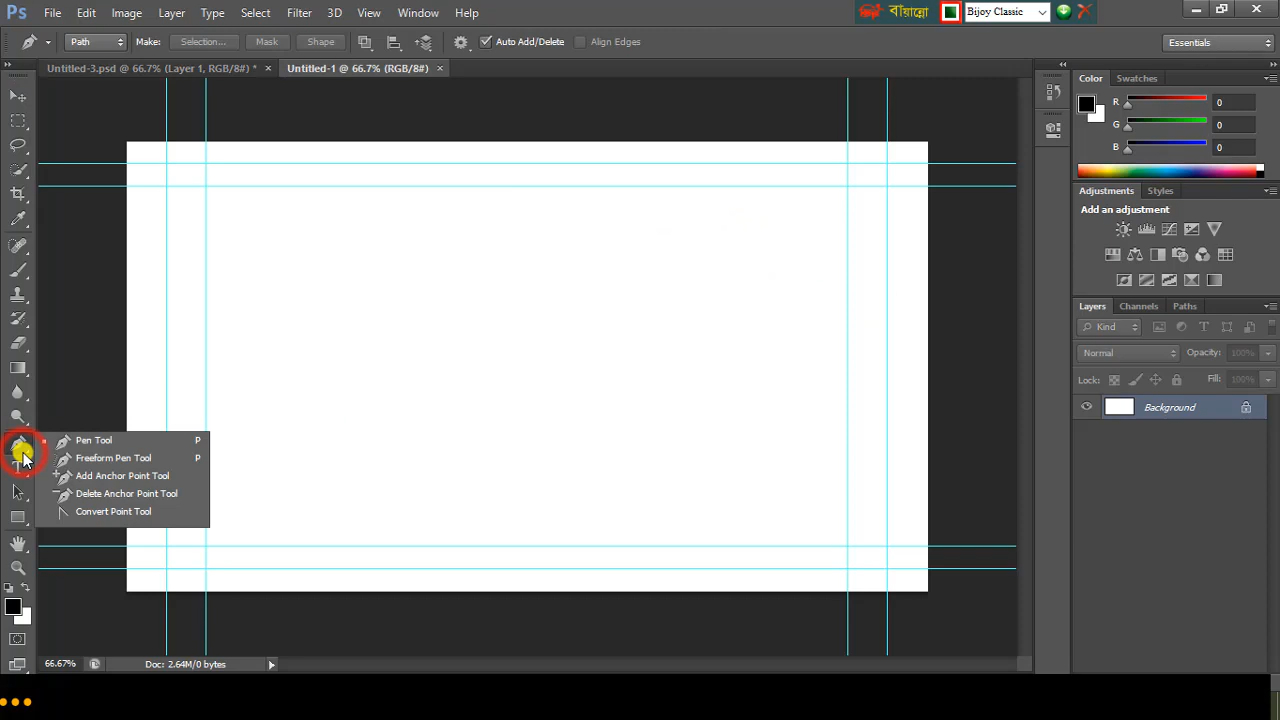 Ps File Edit Image Layer Type Select Filter 3D View Window Help
বায়ান্নো Bijoy Classic
Path Make: Selection... Mask Shape Auto Add/Delete Align Edges Essentials
Untitled-3.psd @ 66.7% (Layer 1, RGB/8#) * × Untitled-1 @ 66.7% (RGB/8#) ×
Color Swatches
R 0
G 0
B 0
Adjustments Styles
Add an adjustment
Layers Channels Paths
Kind
Normal Opacity: 100%
Lock: Fill: 100%
Background
Pen Tool P
Freeform Pen Tool P
Add Anchor Point Tool
Delete Anchor Point Tool
Convert Point Tool
66.67% Doc: 2.64M/0 bytes